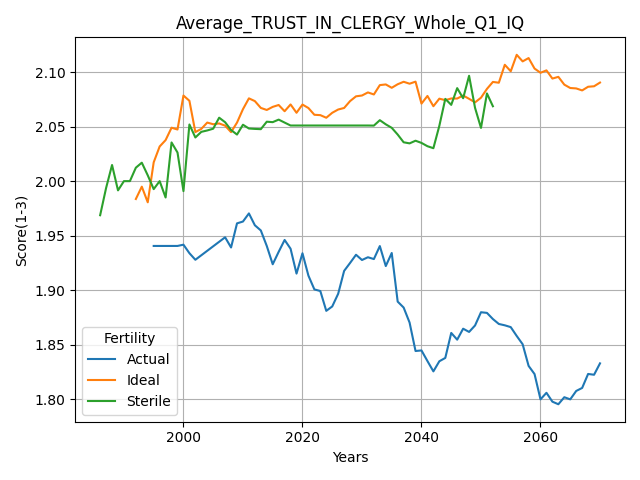 Average_TRUST_IN_CLERGY_Whole_Q1_IQ
Score(1-3)
2.10
2.05
2.00
1.95
1.90
1.85
1.80
Fertility
Actual
Ideal
Sterile
2000 2020 2040 2060
Years